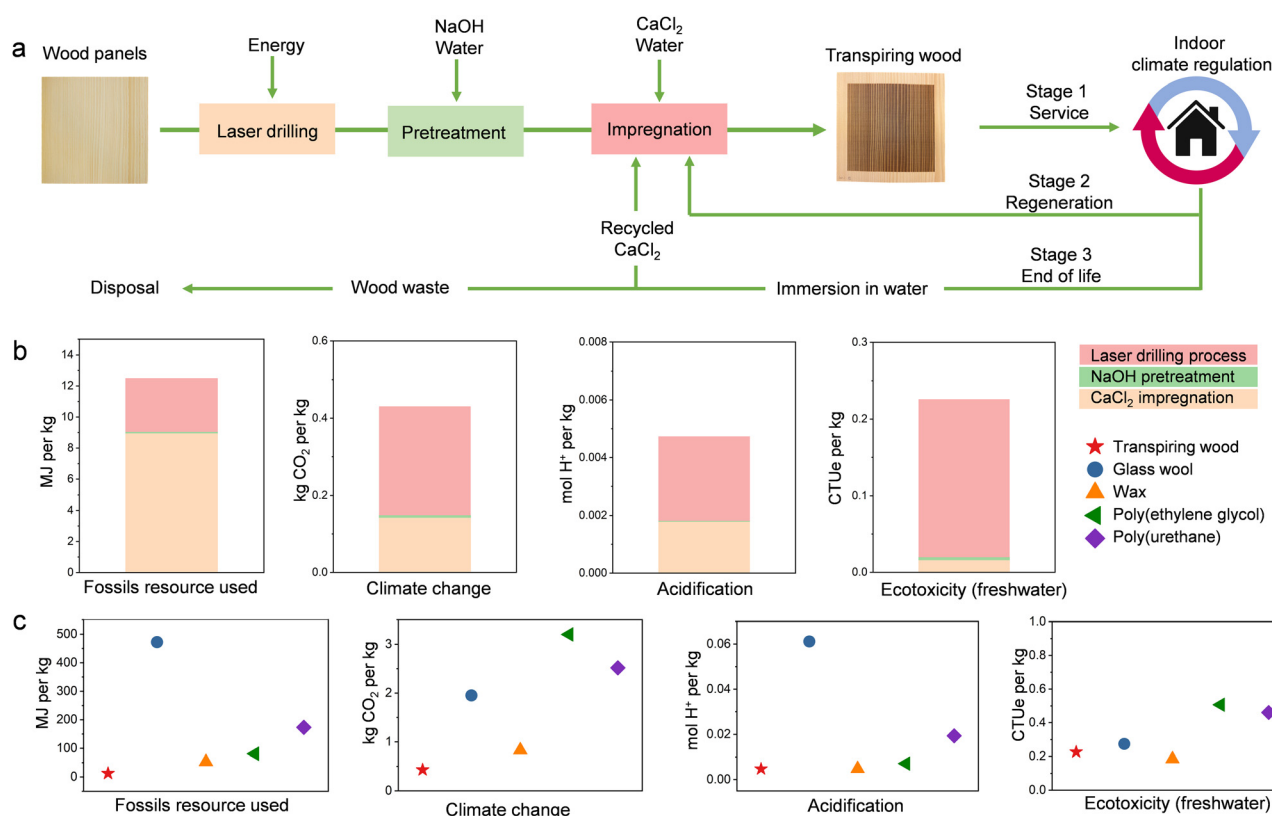 a
Wood panels
Energy
NaOH
Water
CaCl₂
Water
Transpiring wood
Indoor
climate regulation
Laser drilling
Pretreatment
Impregnation
Stage 1
Service
Stage 2
Regeneration
Recycled
CaCl₂
Stage 3
End of life
Disposal
Wood waste
Immersion in water
b
MJ per kg
14
12
10
8
6
4
2
0
Fossils resource used
kg CO₂ per kg
0.6
0.4
0.2
0.0
Climate change
mol H⁺ per kg
0.008
0.006
0.004
0.002
0.000
Acidification
CTUe per kg
0.3
0.2
0.1
0.0
Ecotoxicity (freshwater)
Laser drilling process
NaOH pretreatment
CaCl₂ impregnation
Transpiring wood
Glass wool
Wax
Poly(ethylene glycol)
Poly(urethane)
c
MJ per kg
500
400
300
200
100
0
Fossils resource used
kg CO₂ per kg
3
2
1
0
Climate change
mol H⁺ per kg
0.06
0.04
0.02
0.00
Acidification
CTUe per kg
1.0
0.8
0.6
0.4
0.2
0.0
Ecotoxicity (freshwater)